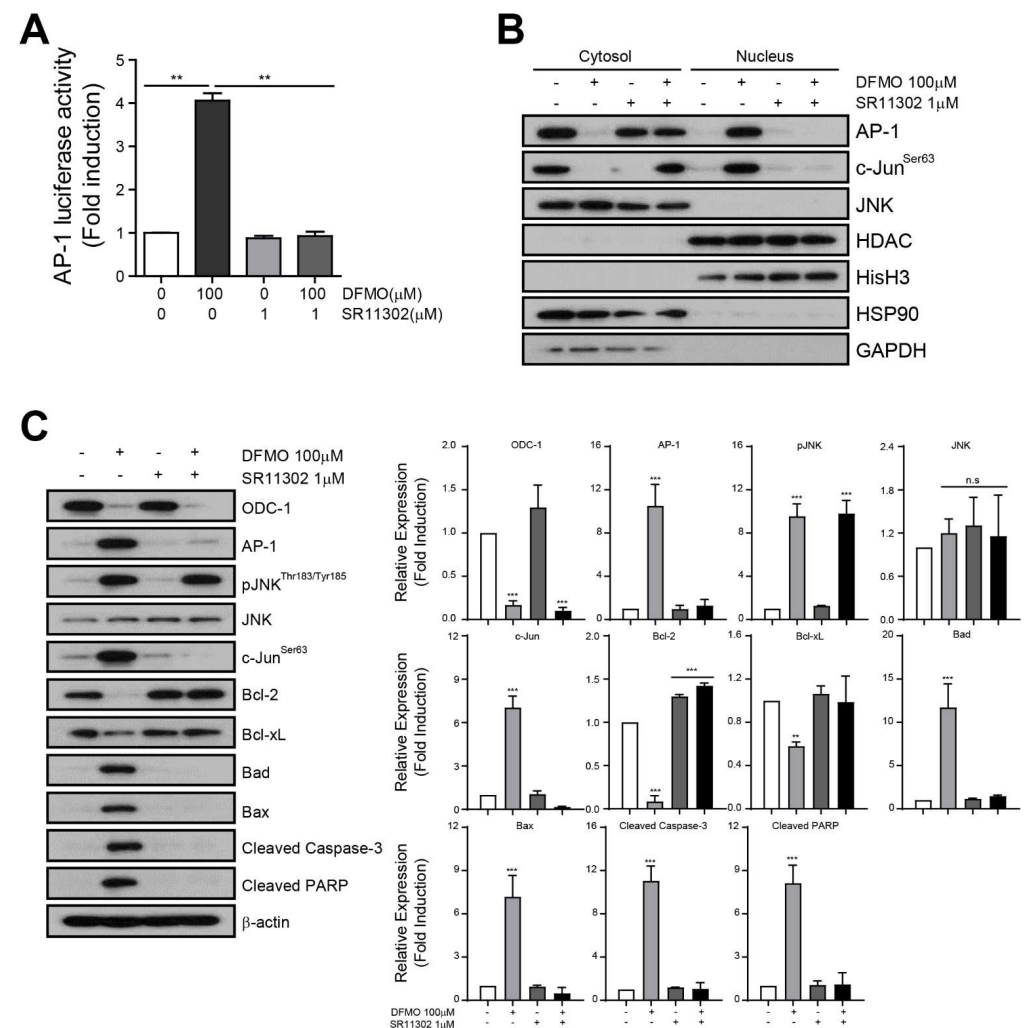 A
AP-1 luciferase activity
(Fold induction)
5
4
3
2
1
0
** **
0 100 0 100 DFMO(μM)
0 0 1 1 SR11302(μM)
B
Cytosol Nucleus
- + - + - + - + DFMO 100μM
- - + + - - + + SR11302 1μM
AP-1
c-Jun^Ser63
JNK
HDAC
HisH3
HSP90
GAPDH
C
- + - + DFMO 100μM
- - + + SR11302 1μM
ODC-1
AP-1
pJNK^Thr183/Tyr185
JNK
c-Jun^Ser63
Bcl-2
Bcl-xL
Bad
Bax
Cleaved Caspase-3
Cleaved PARP
β-actin
Relative Expression
(Fold Induction)
ODC-1
2.0
1.5
1.0
0.5
0.0
*** ***
AP-1
16
12
8
4
0
***
pJNK
16
12
8
4
0
*** ***
JNK
2.4
1.8
1.2
0.6
0.0
n.s
Relative Expression
(Fold Induction)
c-Jun
12
9
6
3
0
***
Bcl-2
2.0
1.5
1.0
0.5
0.0
*** ***
Bcl-xL
1.6
1.2
0.8
0.4
0.0
**
Bad
20
15
10
5
0
***
Relative Expression
(Fold Induction)
Bax
12
9
6
3
0
***
Cleaved Caspase-3
16
12
8
4
0
***
Cleaved PARP
12
9
6
3
0
***
DFMO 100μM - + - + - + - + - + - +
SR11302 1μM - - + + - - + + - - + +